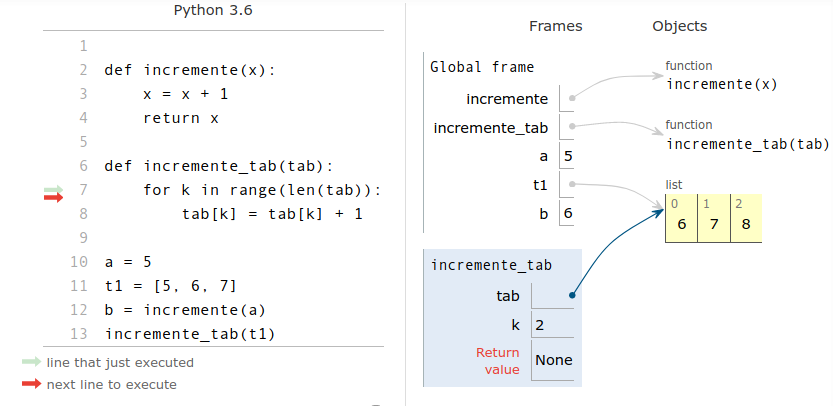 Python 3.6
1
2 def incremente(x):
3     x = x + 1
4     return x
5
6 def incremente_tab(tab):
7     for k in range(len(tab)):
8         tab[k] = tab[k] + 1
9
10 a = 5
11 t1 = [5, 6, 7]
12 b = incremente(a)
13 incremente_tab(t1)
line that just executed
next line to execute
Frames Objects
Global frame
incremente
incremente_tab
a 5
t1
b 6
function
incremente(x)
function
incremente_tab(tab)
list
0 1 2
6 7 8
incremente_tab
tab
k 2
Return
value None